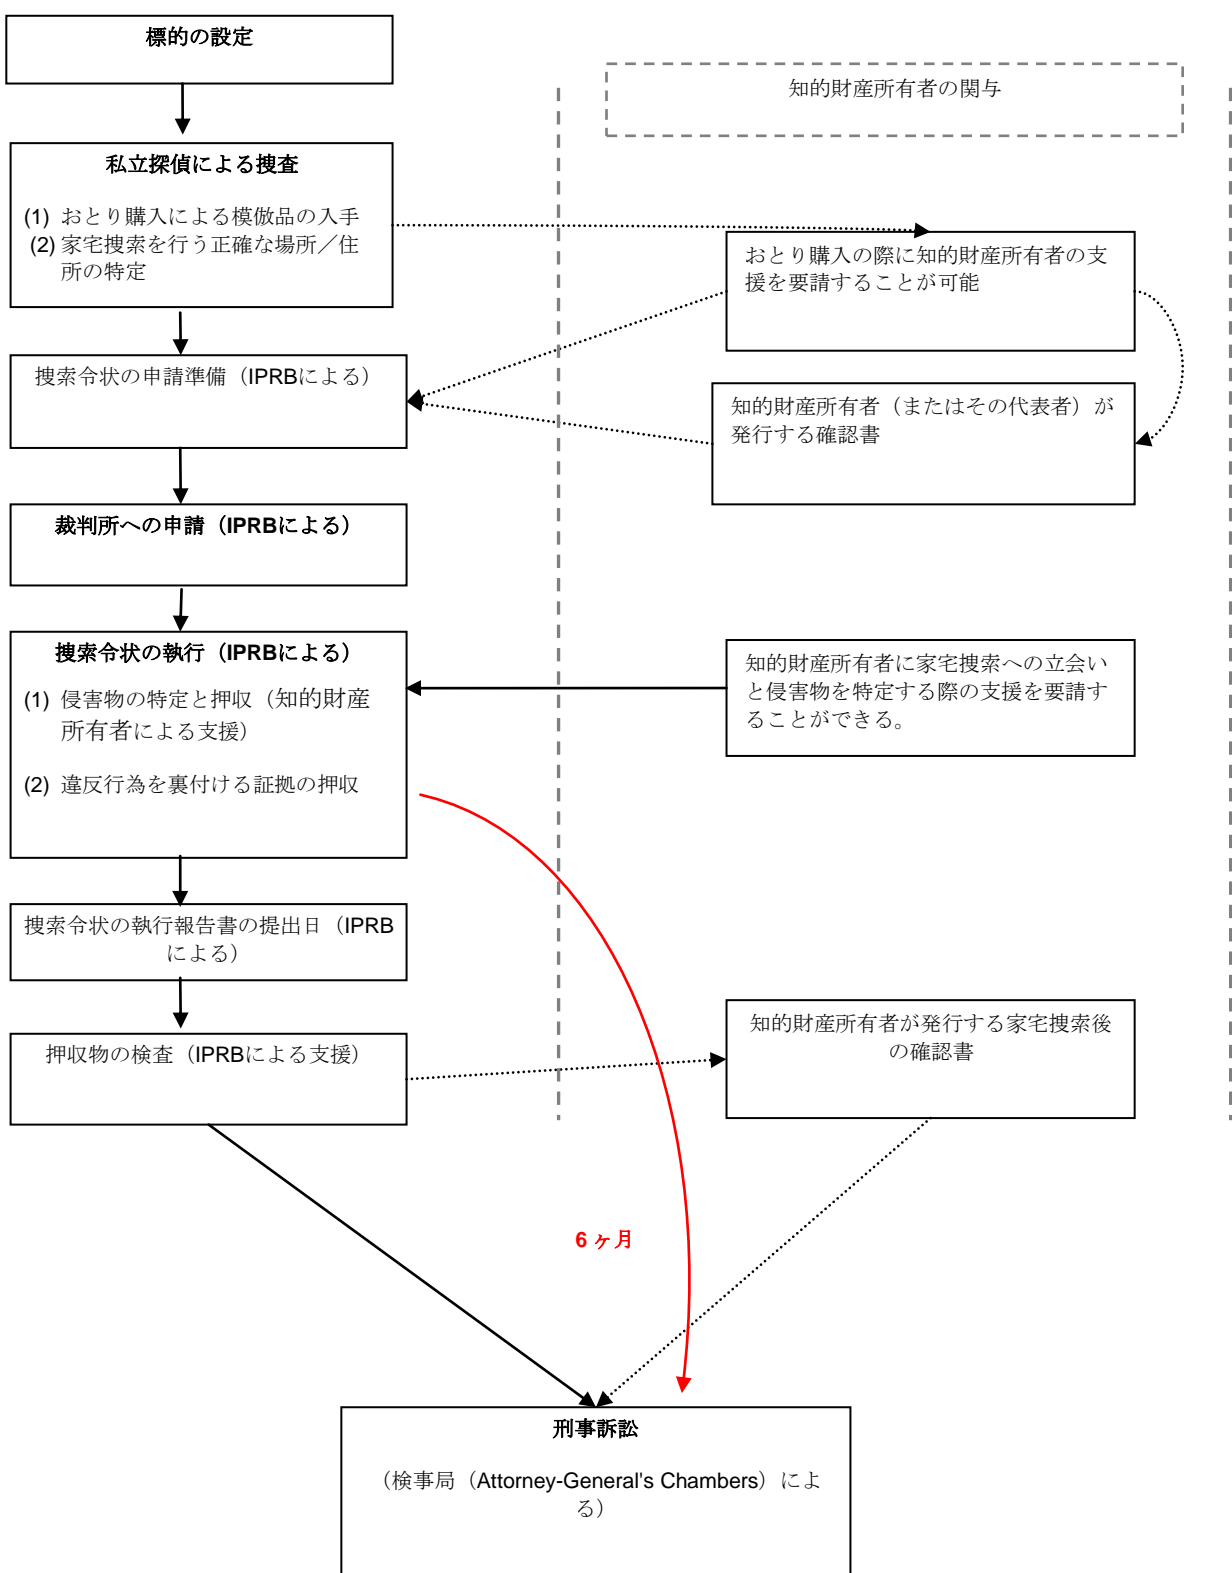 標的の設定
知的財産所有者の関与
私立探偵による捜査
(1) おとり購入による模倣品の入手
(2) 家宅捜索を行う正確な場所／住
所の特定
おとり購入の際に知的財産所有者の支
援を要請することが可能
捜索令状の申請準備（IPRBによる）
知的財産所有者（またはその代表者）が
発行する確認書
裁判所への申請（IPRBによる）
捜索令状の執行（IPRBによる）
(1) 侵害物の特定と押収（知的財産
所有者による支援）
(2) 違反行為を裏付ける証拠の押収
知的財産所有者に家宅捜索への立会い
と侵害物を特定する際の支援を要請す
ることができる。
捜索令状の執行報告書の提出日（IPRB
による）
押収物の検査（IPRBによる支援）
知的財産所有者が発行する家宅捜索後
の確認書
6 ヶ月
刑事訴訟
（検事局（Attorney-General's Chambers）によ
る）